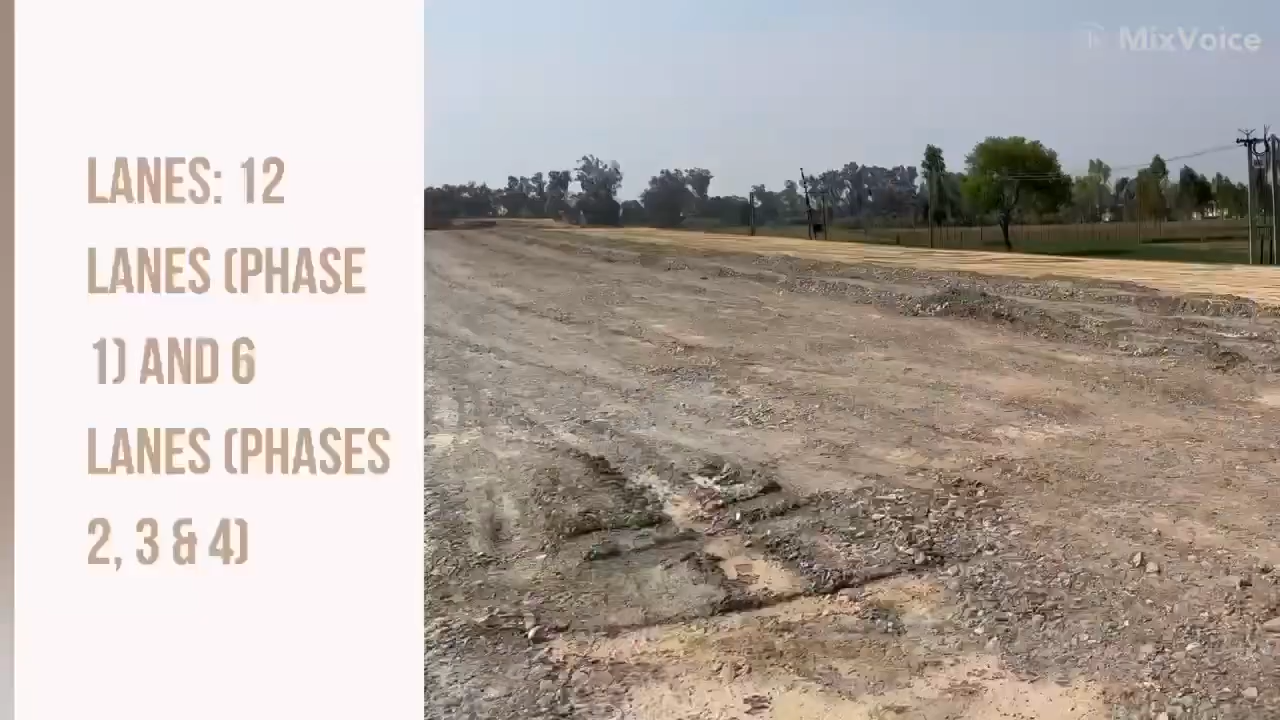 MixVoice
LANES: 12
LANES (PHASE
1) AND 6
LANES (PHASES
2, 3 & 4)